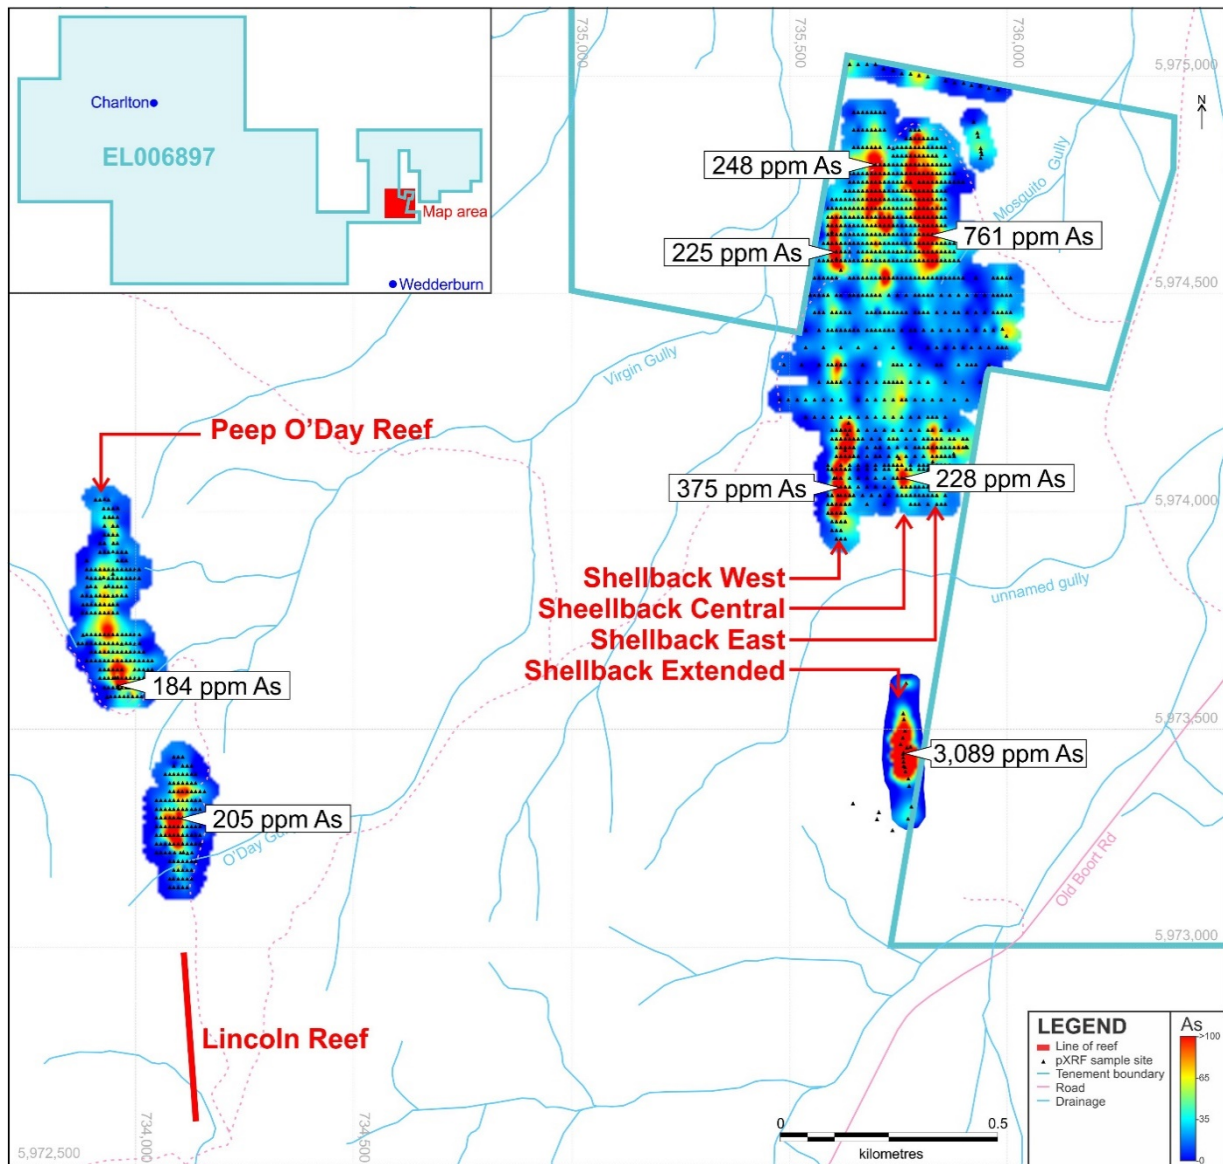 Charlton
EL006897
Map area
Wedderburn
735,000
735,500
736,000
5,975,000
N
Mosquito Gully
248 ppm As
761 ppm As
225 ppm As
5,974,500
Virgin Gully
Peep O'Day Reef
375 ppm As
228 ppm As
5,974,000
Shellback West
unnamed gully
Sheellback Central
Shellback East
Shellback Extended
184 ppm As
5,973,500
3,089 ppm As
205 ppm As
O'Day
Old Boort Rd
5,973,000
Lincoln Reef
LEGEND
Line of reef
pXRF sample site
Tenement boundary
Road
Drainage
As
>100
65
35
0
0
0.5
kilometres
734,000
734,500
5,972,500